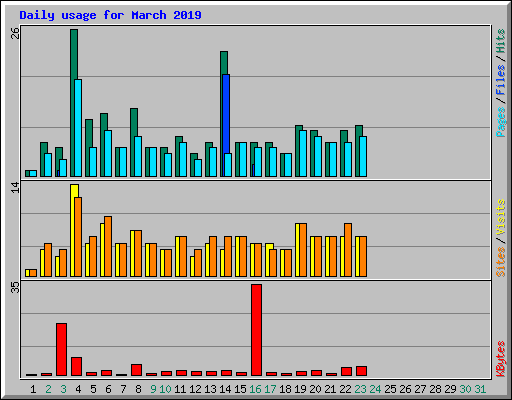 Daily usage for March 2019
26
14
35
Pages/Files/Hits
Sites/Visits
KBytes
1 2 3 4 5 6 7 8 9 10 11 12 13 14 15 16 17 18 19 20 21 22 23 24 25 26 27 28 29 30 31